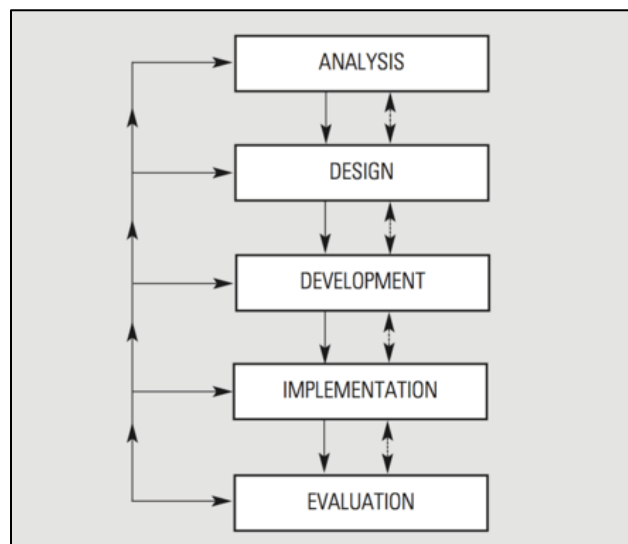 ANALYSIS
DESIGN
DEVELOPMENT
IMPLEMENTATION
EVALUATION